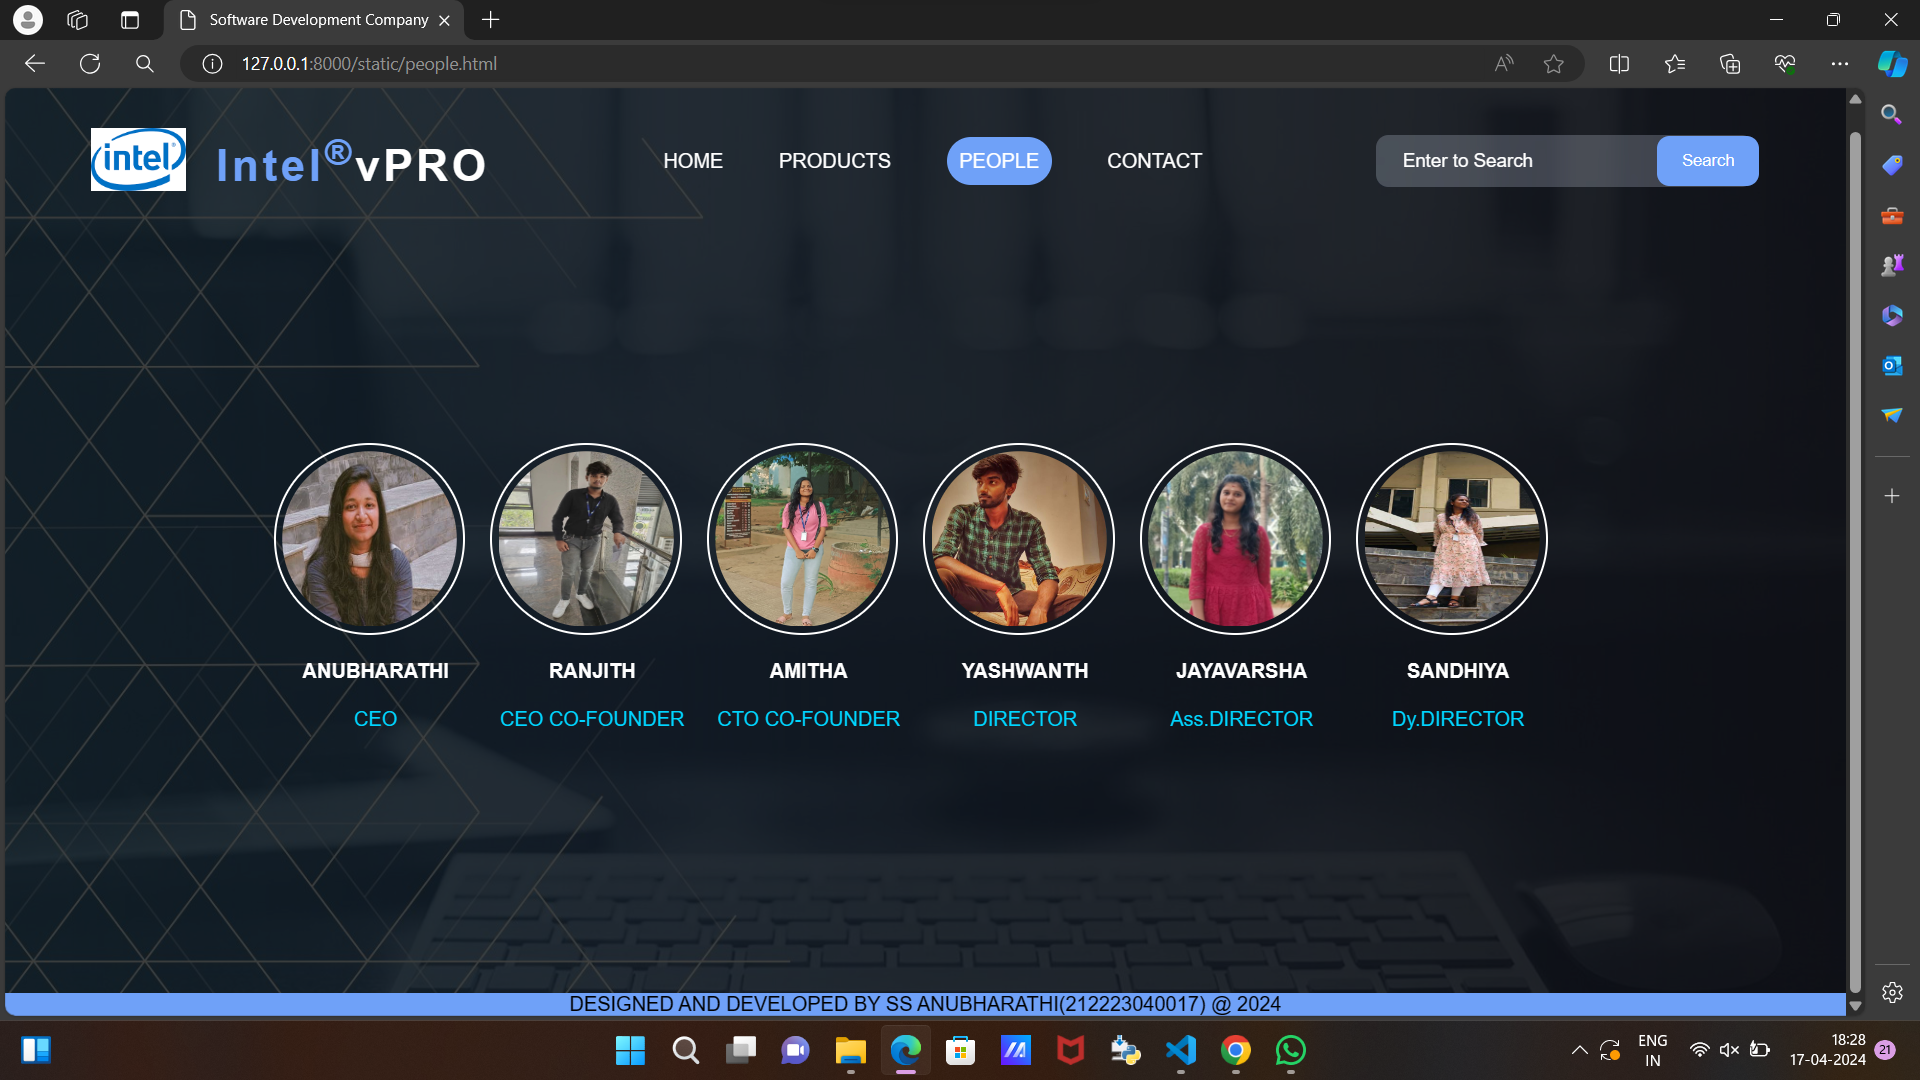 Software Development Company
127.0.0.1:8000/static/people.html
intel
Intel®vPRO
HOME
PRODUCTS
PEOPLE
CONTACT
Enter to Search
Search
ANUBHARATHI
RANJITH
AMITHA
YASHWANTH
JAYAVARSHA
SANDHIYA
CEO
CEO CO-FOUNDER
CTO CO-FOUNDER
DIRECTOR
Ass.DIRECTOR
Dy.DIRECTOR
DESIGNED AND DEVELOPED BY SS ANUBHARATHI(212223040017) @ 2024
ENG
IN
18:28
17-04-2024
21